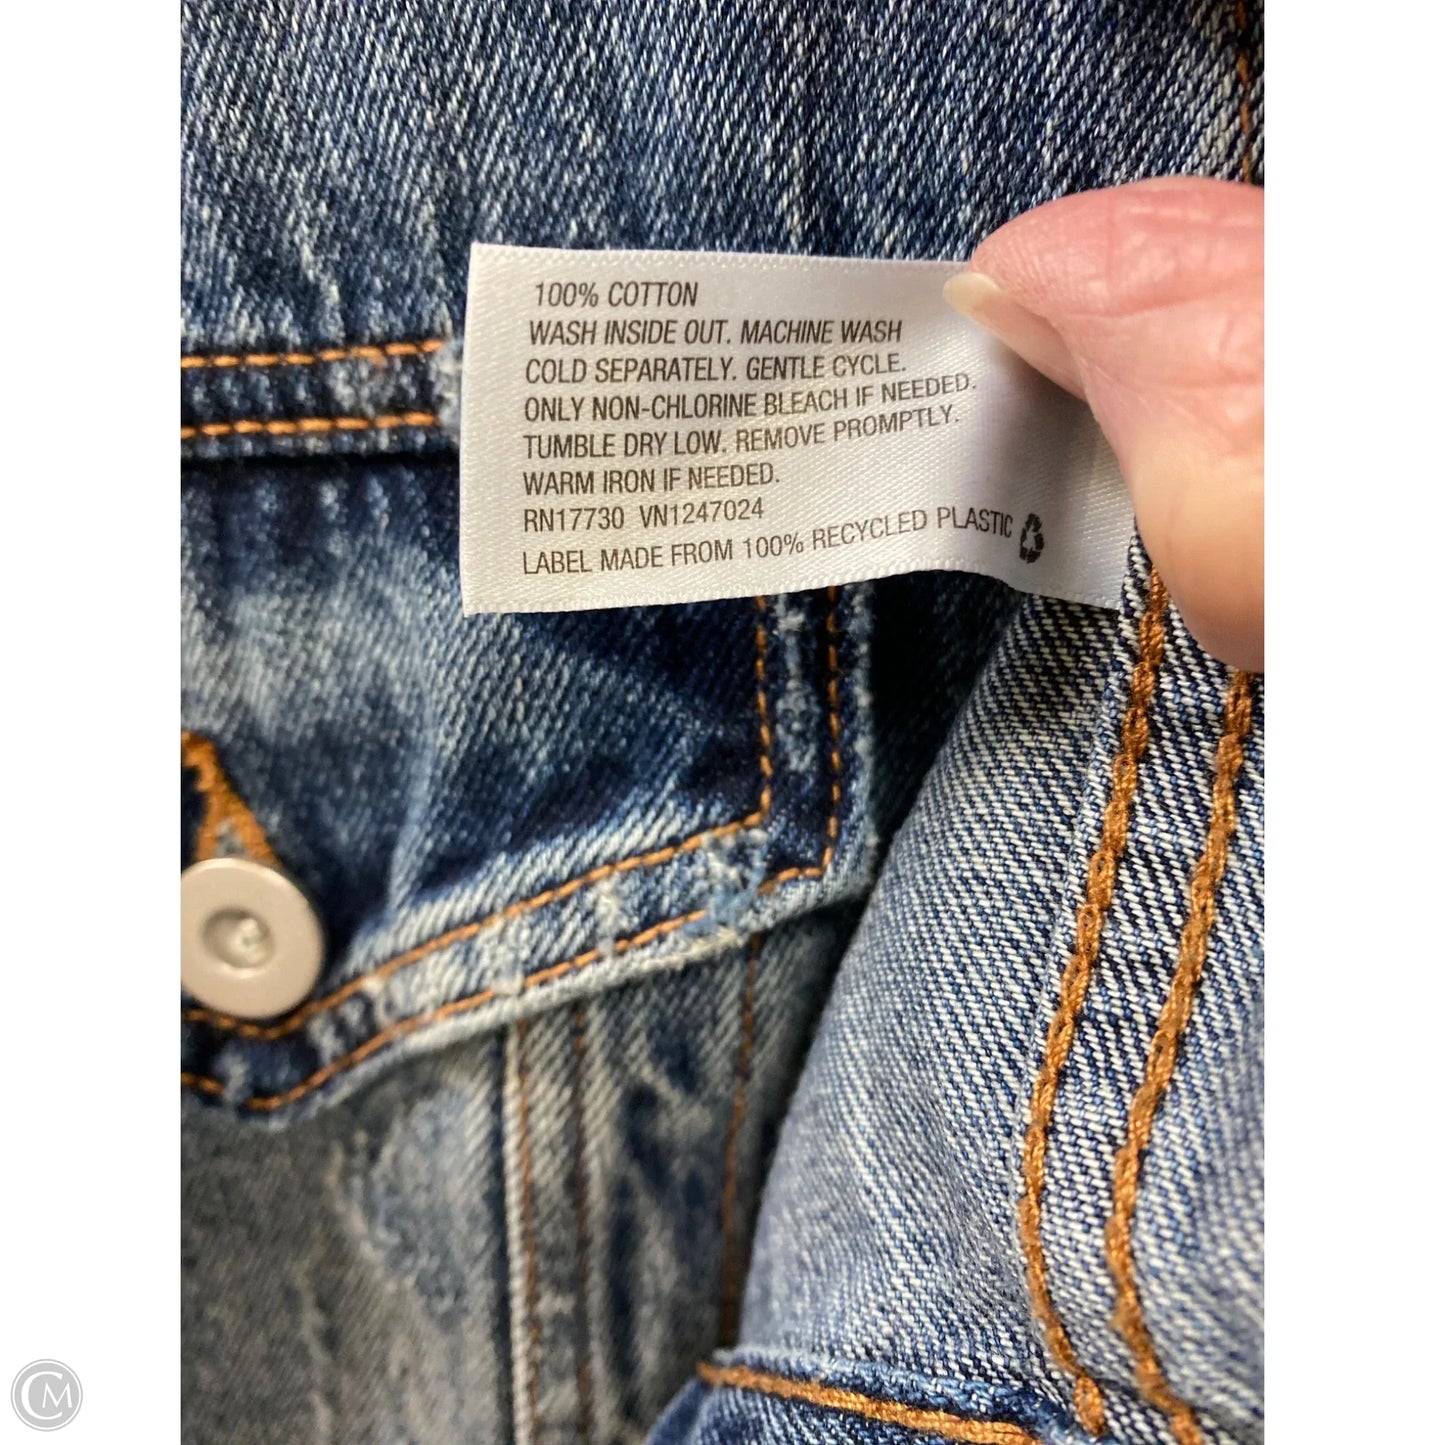 100% COTTON
WASH INSIDE OUT. MACHINE WASH
COLD SEPARATELY. GENTLE CYCLE.
ONLY NON-CHLORINE BLEACH IF NEEDED.
TUMBLE DRY LOW. REMOVE PROMPTLY.
WARM IRON IF NEEDED.
RN17730 VN1247024
LABEL MADE FROM 100% RECYCLED PLASTIC
CM